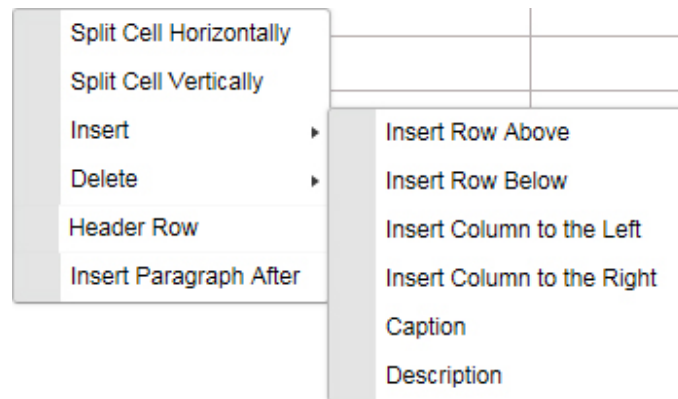 Split Cell Horizontally
Split Cell Vertically
Insert
Delete
Header Row
Insert Paragraph After
Insert Row Above
Insert Row Below
Insert Column to the Left
Insert Column to the Right
Caption
Description